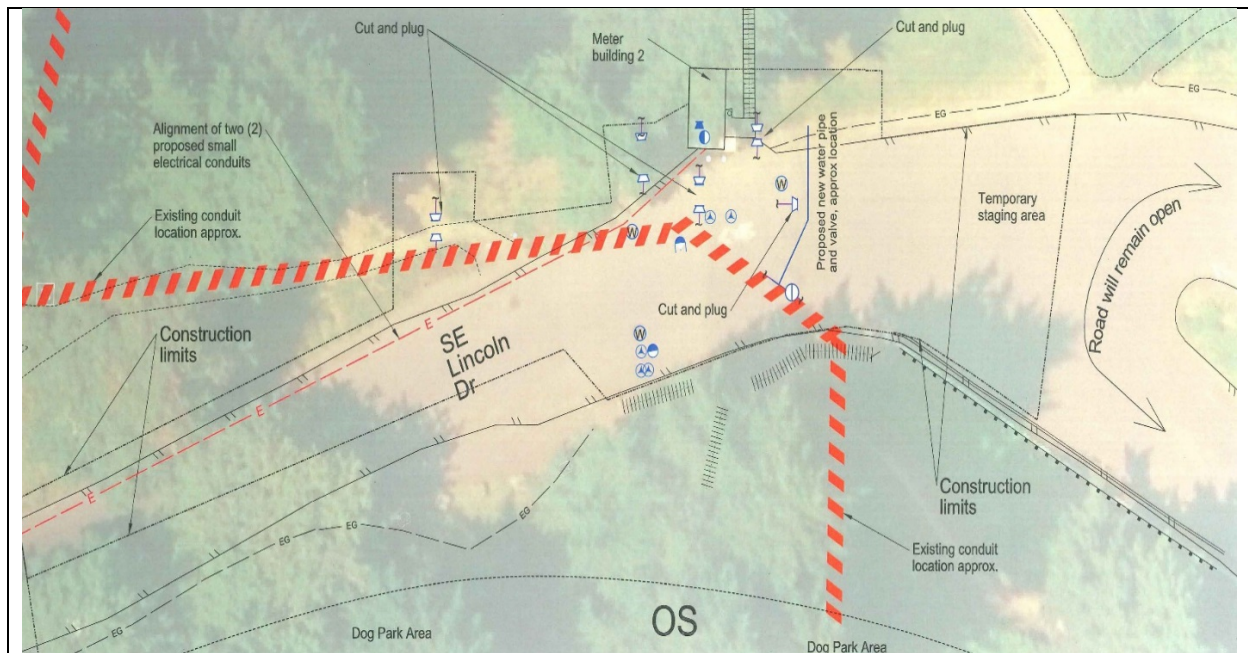 Cut and plug
Meter
building 2
Cut and plug
EG
Alignment of two (2)
proposed small
electrical conduits
W
Proposed new water pipe
and valve. approx location
Temporary
staging area
Road will remain open
Existing conduit
location approx.
W
Cut and plug
E
Construction
limits
SE
Lincoln
Dr
W
E
Construction
limits
E
EG
EG
Existing conduit
location approx.
EG
OS
Dog Park Area
Dog Park Area